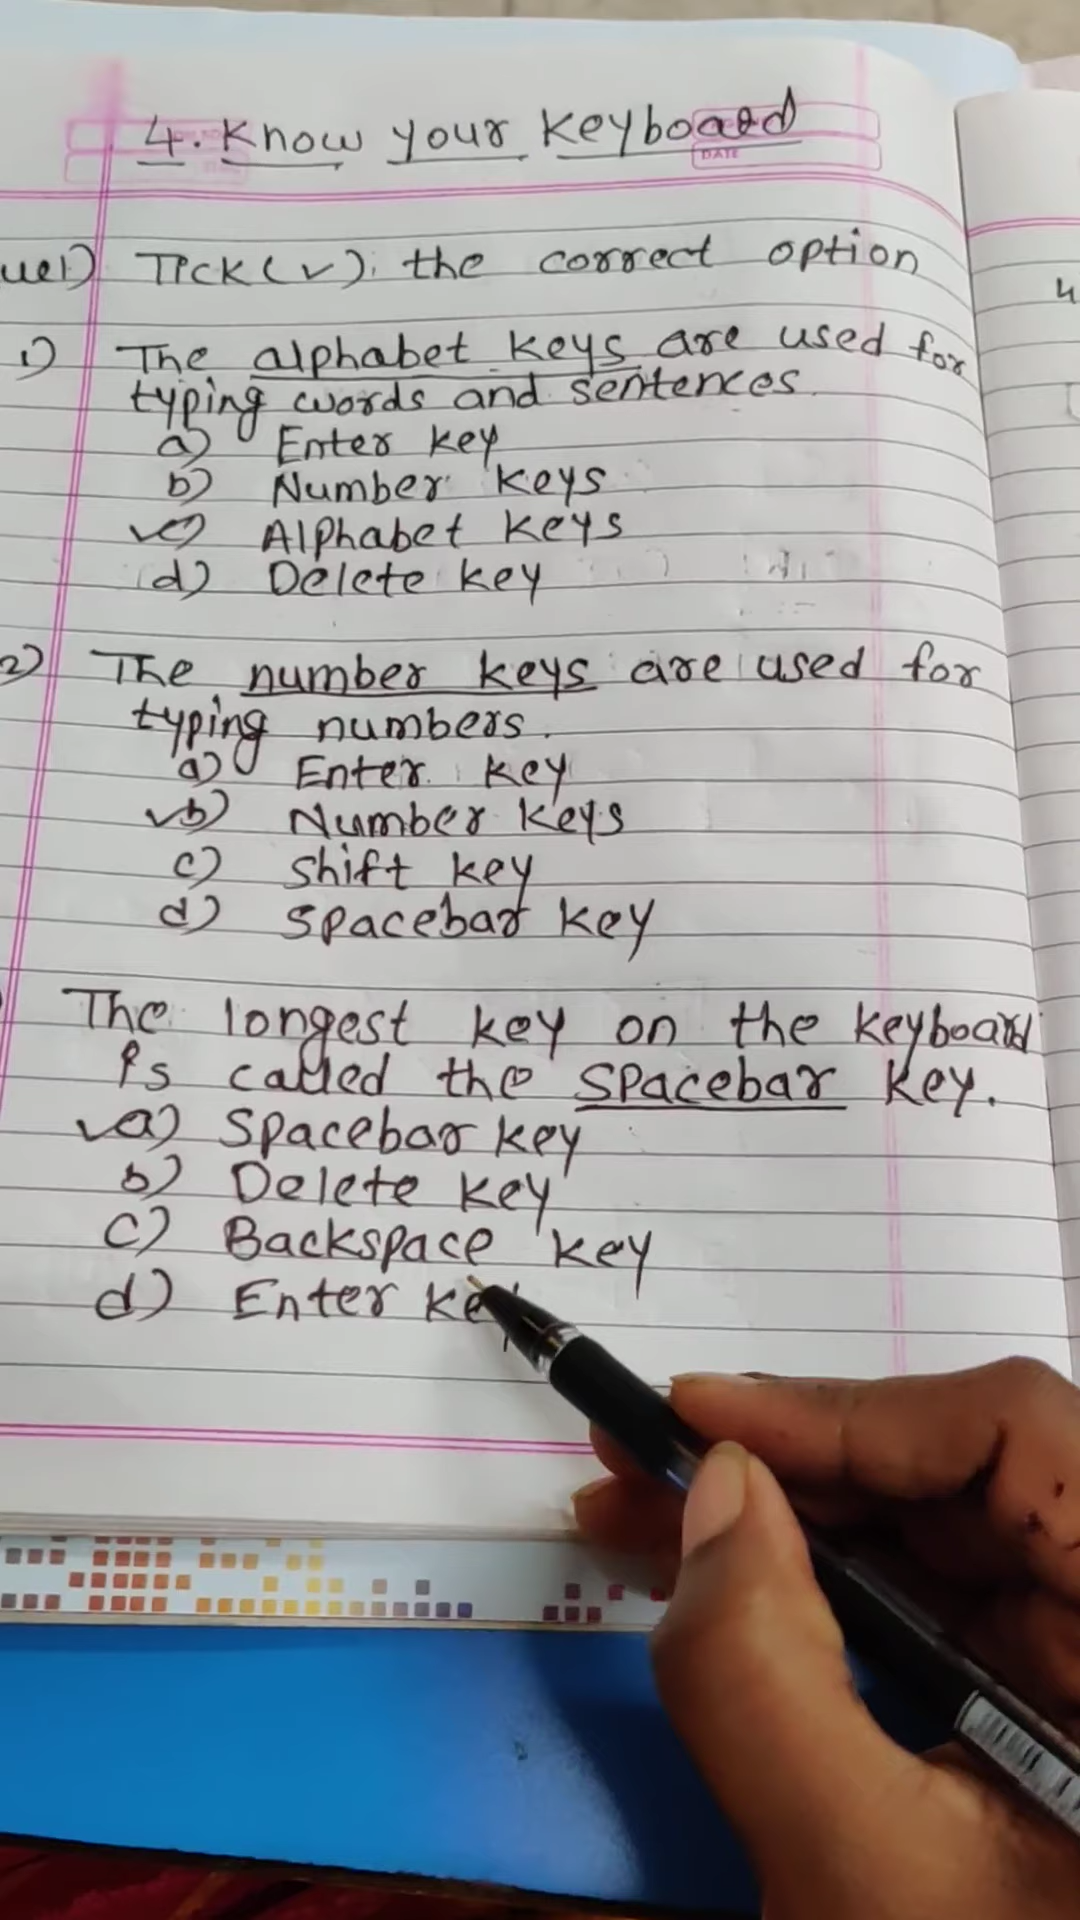 4. Know your Keyboard
DATE
ue1) Tick (✓) the correct option
1) The alphabet keys are used for
typing words and sentences.
a) Enter key
b) Number keys
✓c) Alphabet keys
d) Delete key
2) The number keys are used for
typing numbers.
a) Enter key
✓b) Number keys
c) Shift key
d) Spacebar key
The longest key on the keyboard
is called the spacebar key.
✓a) Spacebar key
b) Delete key
c) Backspace key
d) Enter key